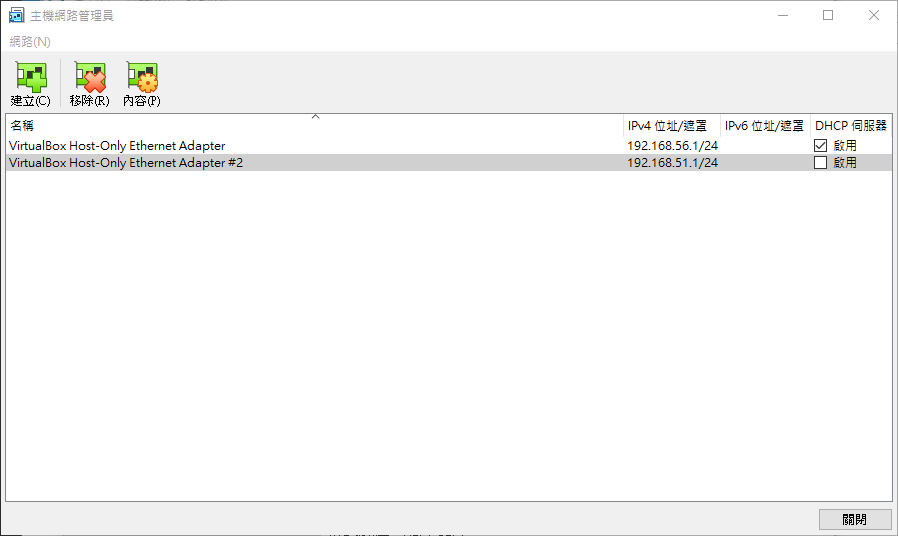 主機網路管理員
網路(N)
建立(C) 移除(R) 內容(P)
名稱 IPv4 位址/遮罩 IPv6 位址/遮罩 DHCP 伺服器
VirtualBox Host-Only Ethernet Adapter 192.168.56.1/24 啟用
VirtualBox Host-Only Ethernet Adapter #2 192.168.51.1/24 啟用
關閉